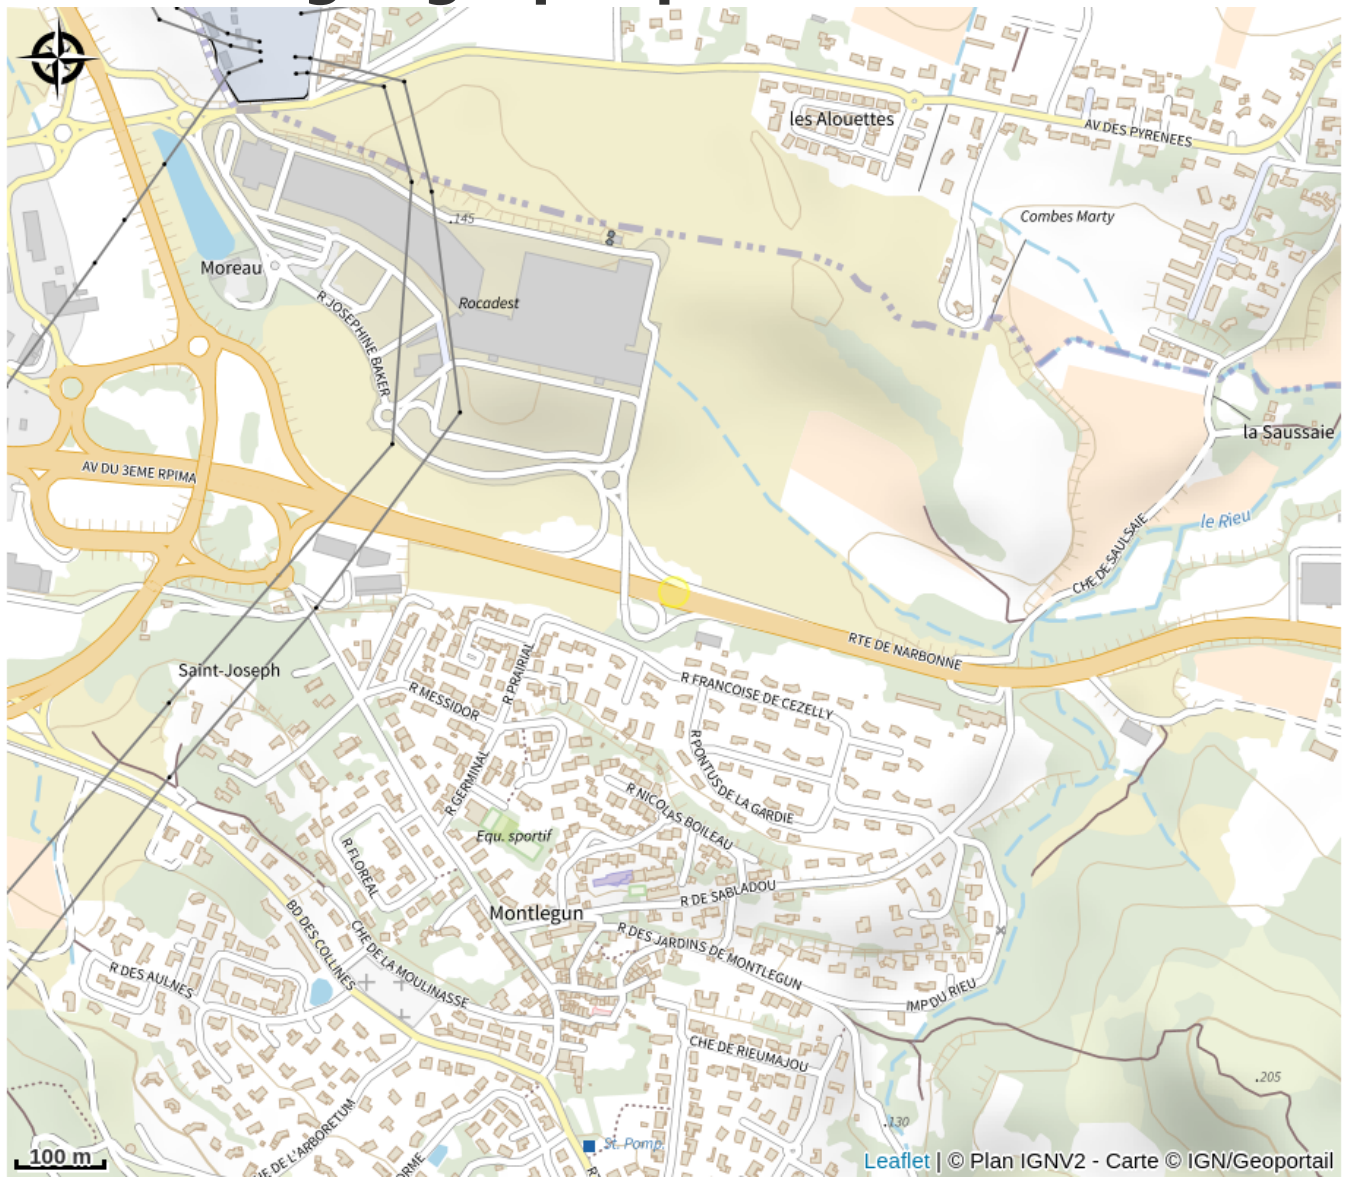 les Alouettes
AV DES PYRENEES
.145
Combes Marty
Moreau
R JOSEPHINE BAKER
Rocadest
la Saussaie
AV DU 3EME RPIMA
le Rieu
CHE DE SAULSAIE
RTE DE NARBONNE
Saint-Joseph
R PRAIRIAL
R MESSIDOR
R FRANCOISE DE CEZELLY
R PONTUS DE LA GARDIE
R GERMINAL
R NICOLAS BOILEAU
Equ. sportif
R FLOREAL
R DE SABLADOU
Montlegun
BD DES COLLINES
CHE DE LA MOULINASSE
R DES JARDINS DE MONTLEGUN
R DES AULNES
IMP DU RIEU
CHE DE RIEUMAJOU
.205
.130
St. Pomp.
DE L'ARBORETUM
ORME
100 m
Leaflet | © Plan IGNV2 - Carte © IGN/Geoportail